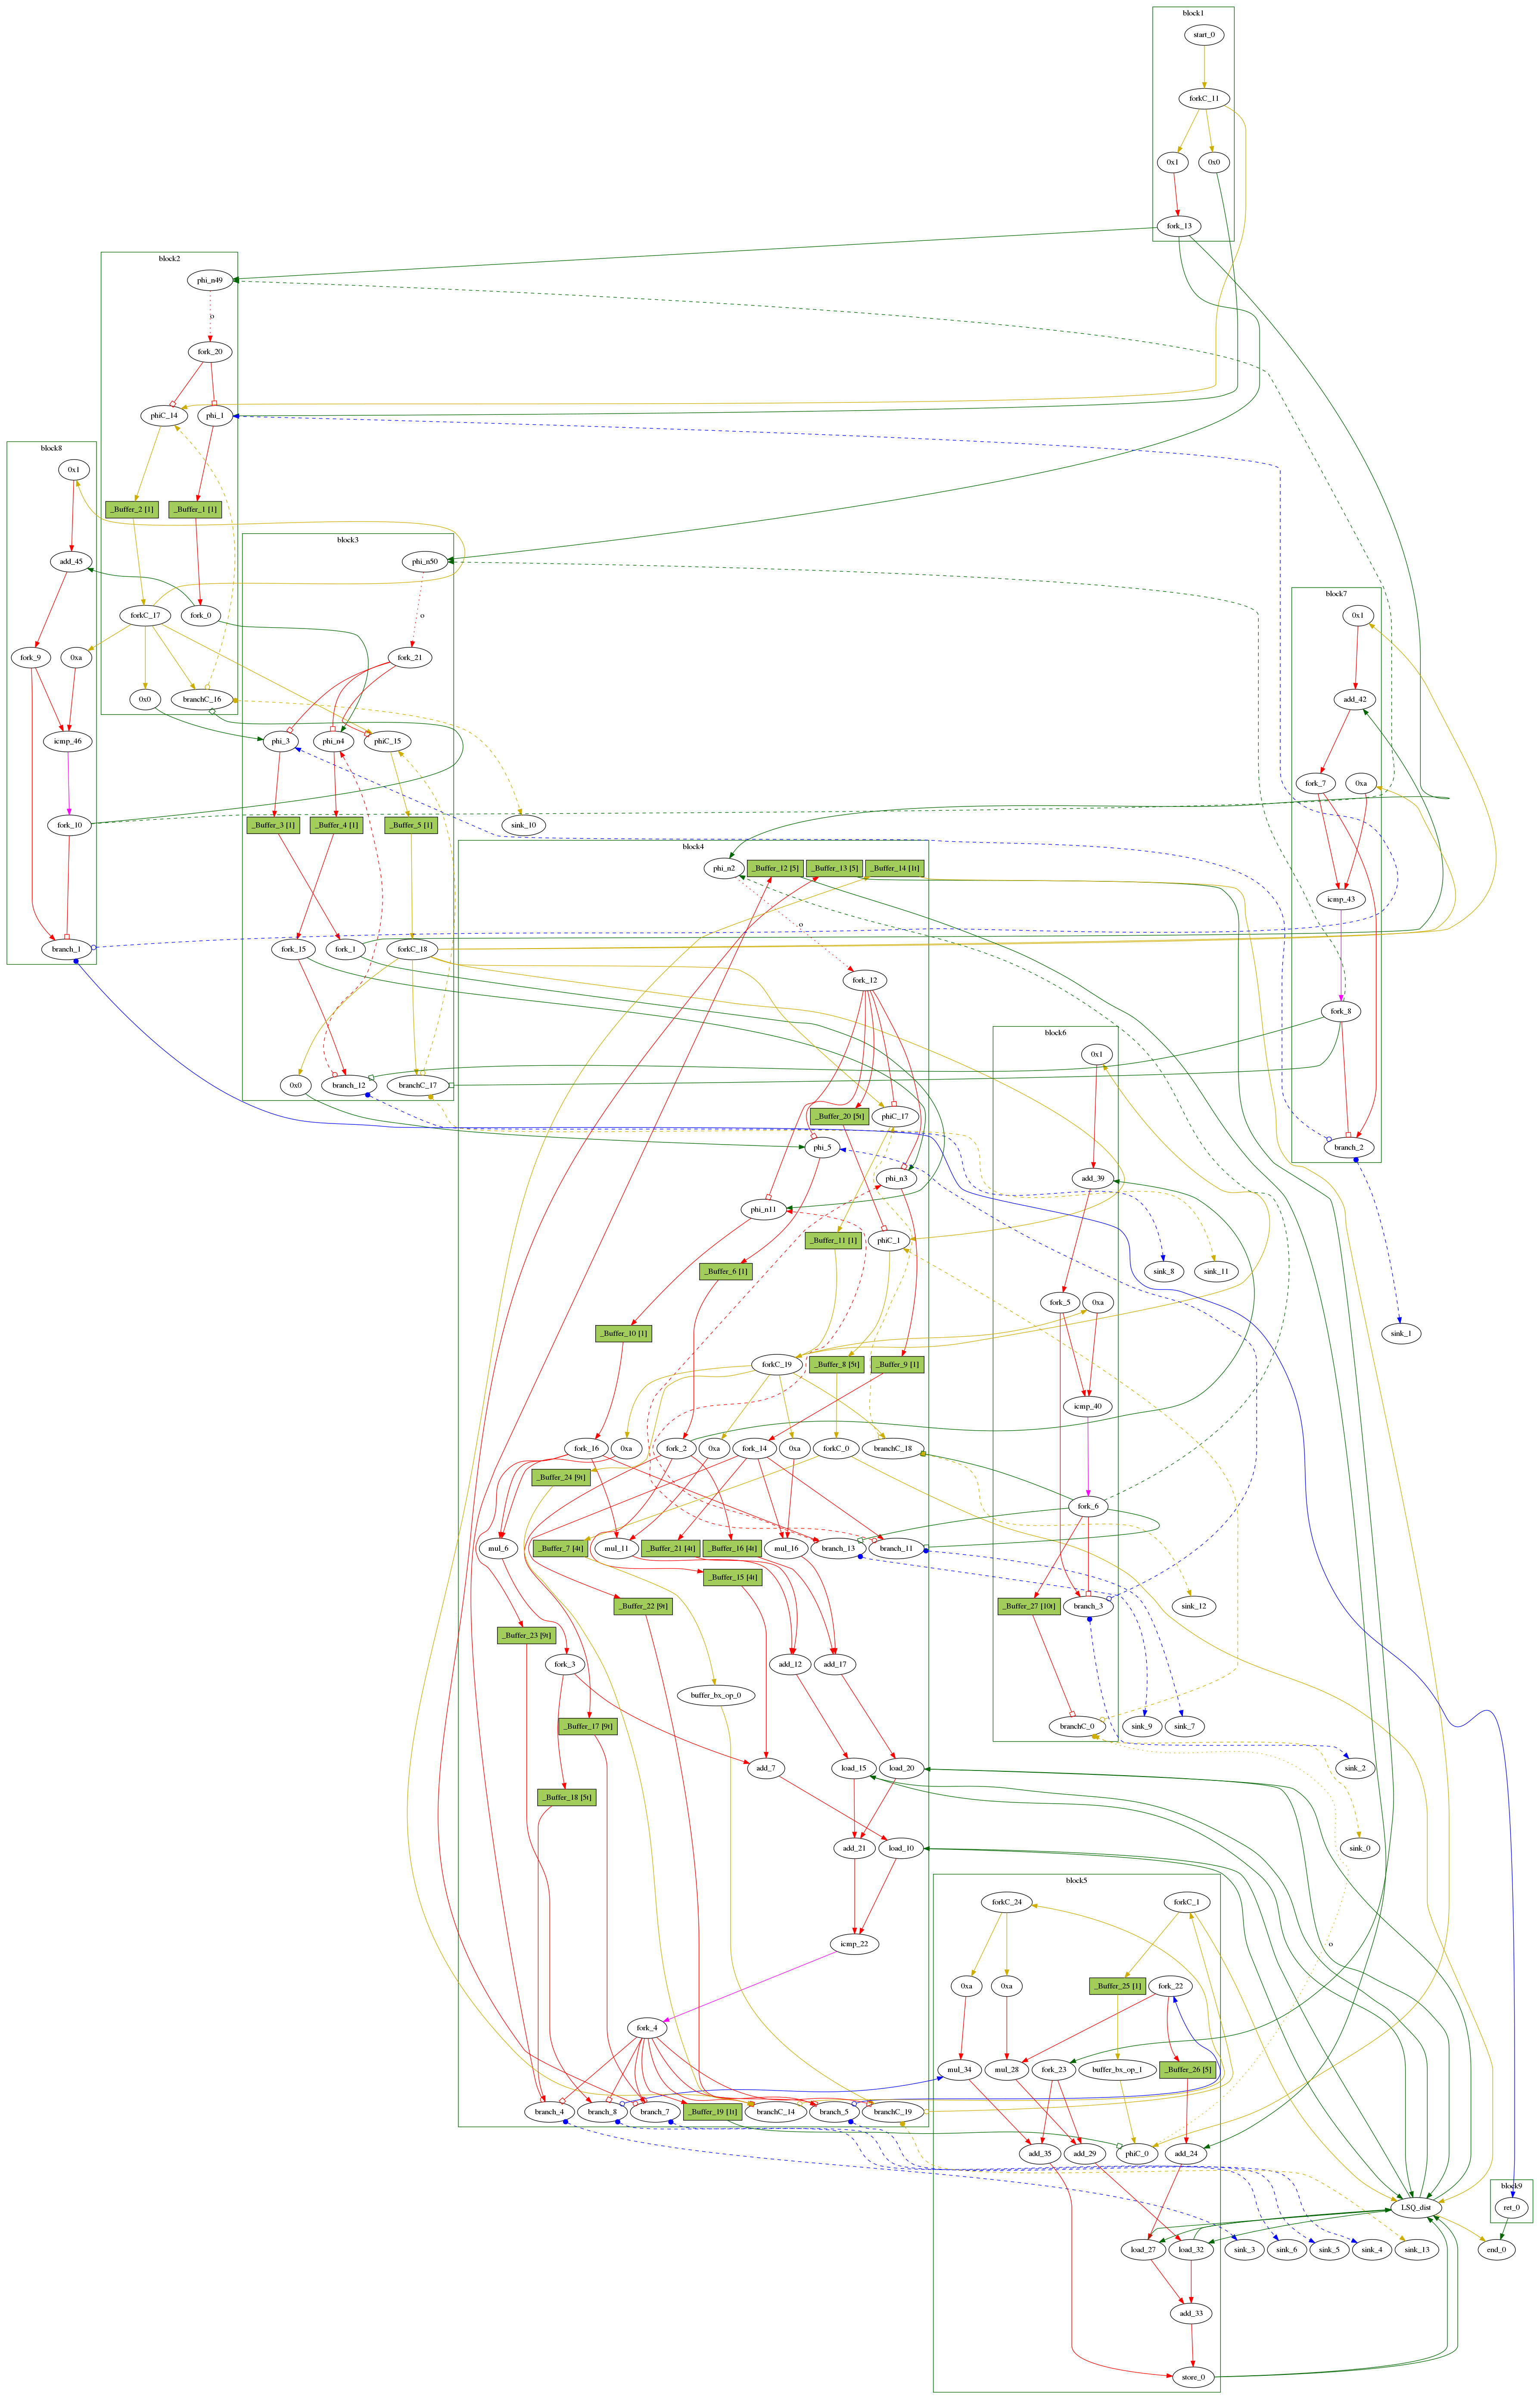 block1
start_0
forkC_11
0x1
0x0
fork_13
block2
phi_n49
o
fork_20
phiC_14
phi_1
_Buffer_2 [1]
_Buffer_1 [1]
forkC_17
fork_0
0x0
branchC_16
block8
0x1
add_45
fork_9
0xa
icmp_46
fork_10
branch_1
block3
phi_n50
o
fork_21
phi_3
phi_n4
phiC_15
_Buffer_3 [1]
_Buffer_4 [1]
_Buffer_5 [1]
fork_15
fork_1
forkC_18
0x0
branch_12
branchC_17
sink_10
block7
0x1
add_42
fork_7
0xa
icmp_43
fork_8
branch_2
block4
phi_n2
_Buffer_12 [5]
_Buffer_13 [5]
_Buffer_14 [1t]
o
fork_12
_Buffer_20 [5t]
phiC_17
phi_5
phi_n3
phi_n11
_Buffer_11 [1]
phiC_1
_Buffer_6 [1]
_Buffer_10 [1]
forkC_19
_Buffer_8 [5t]
_Buffer_9 [1]
fork_16
0xa
fork_2
0xa
fork_14
0xa
forkC_0
branchC_18
_Buffer_24 [9t]
mul_6
_Buffer_7 [4t]
mul_11
_Buffer_21 [4t]
_Buffer_16 [4t]
mul_16
branch_13
branch_11
_Buffer_15 [4t]
_Buffer_22 [9t]
_Buffer_23 [9t]
fork_3
add_12
add_17
buffer_bx_op_0
_Buffer_17 [9t]
add_7
load_15
load_20
_Buffer_18 [5t]
add_21
load_10
icmp_22
fork_4
branch_4
branch_8
branch_7
_Buffer_19 [1t]
branchC_14
branch_5
branchC_19
block6
0x1
add_39
fork_5
0xa
icmp_40
fork_6
_Buffer_27 [10t]
branch_3
branchC_0
sink_8
sink_11
sink_1
sink_12
sink_9
sink_7
sink_2
sink_0
block5
forkC_24
forkC_1
o
0xa
0xa
_Buffer_25 [1]
fork_22
mul_34
mul_28
fork_23
buffer_bx_op_1
_Buffer_26 [5]
add_35
add_29
phiC_0
add_24
load_27
load_32
add_33
store_0
LSQ_dist
block9
ret_0
sink_3
sink_6
sink_5
sink_4
sink_13
end_0